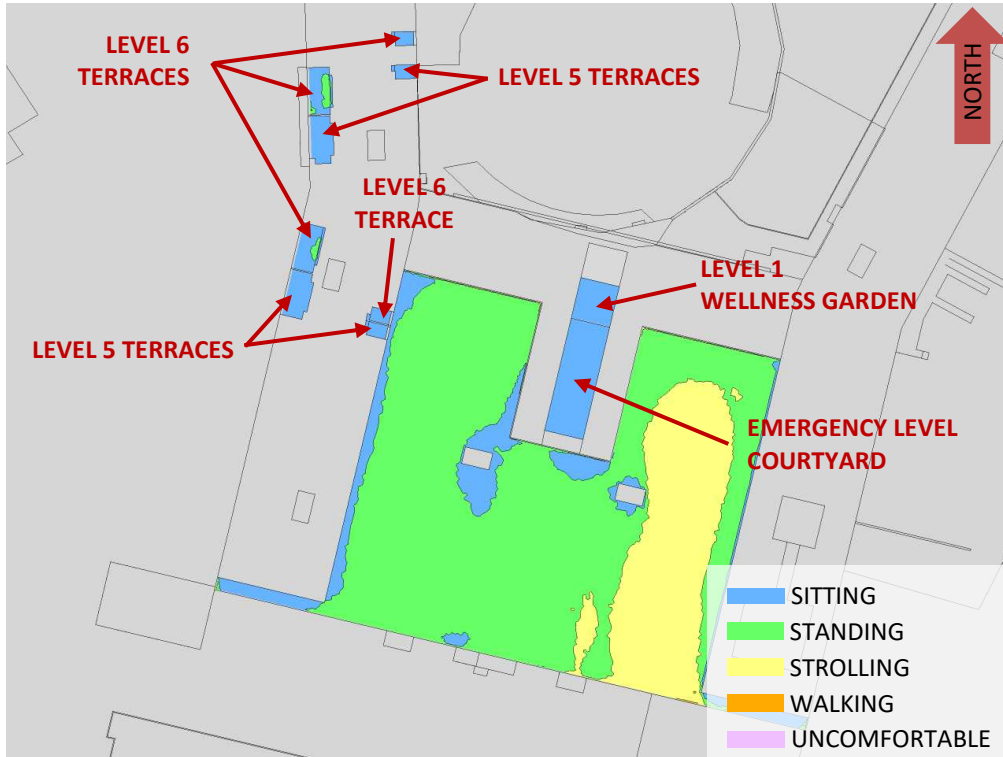 LEVEL 6
TERRACES
LEVEL 5 TERRACES
NORTH
LEVEL 6
TERRACE
LEVEL 1
WELLNESS GARDEN
LEVEL 5 TERRACES
EMERGENCY LEVEL
COURTYARD
SITTING
STANDING
STROLLING
WALKING
UNCOMFORTABLE